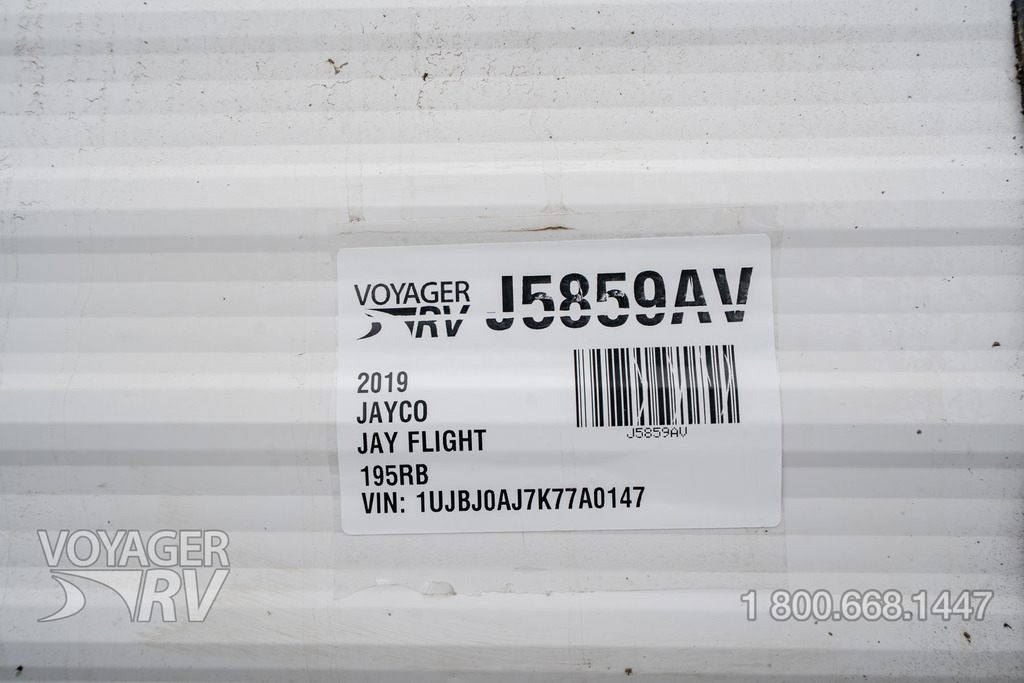 VOYAGER RV J5859AV
2019
JAYCO
JAY FLIGHT
195RB
VIN: 1UJBJ0AJ7K77A0147
J5859AV
VOYAGER
RV
1 800.668.1447